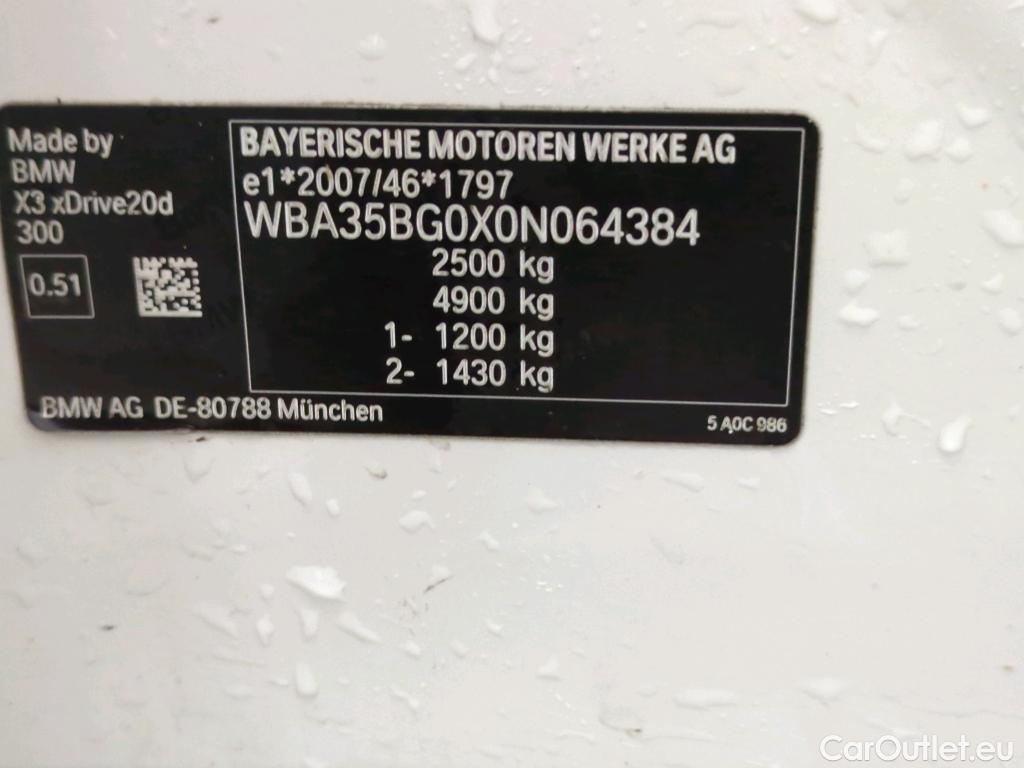 Made by
BMW
X3 xDrive20d
300
0.51
BAYERISCHE MOTOREN WERKE AG
e1*2007/46*1797
WBA35BG0X0N064384
2500 kg
4900 kg
1- 1200 kg
2- 1430 kg
BMW AG DE-80788 München
5 A0C 986
CarOutlet.eu